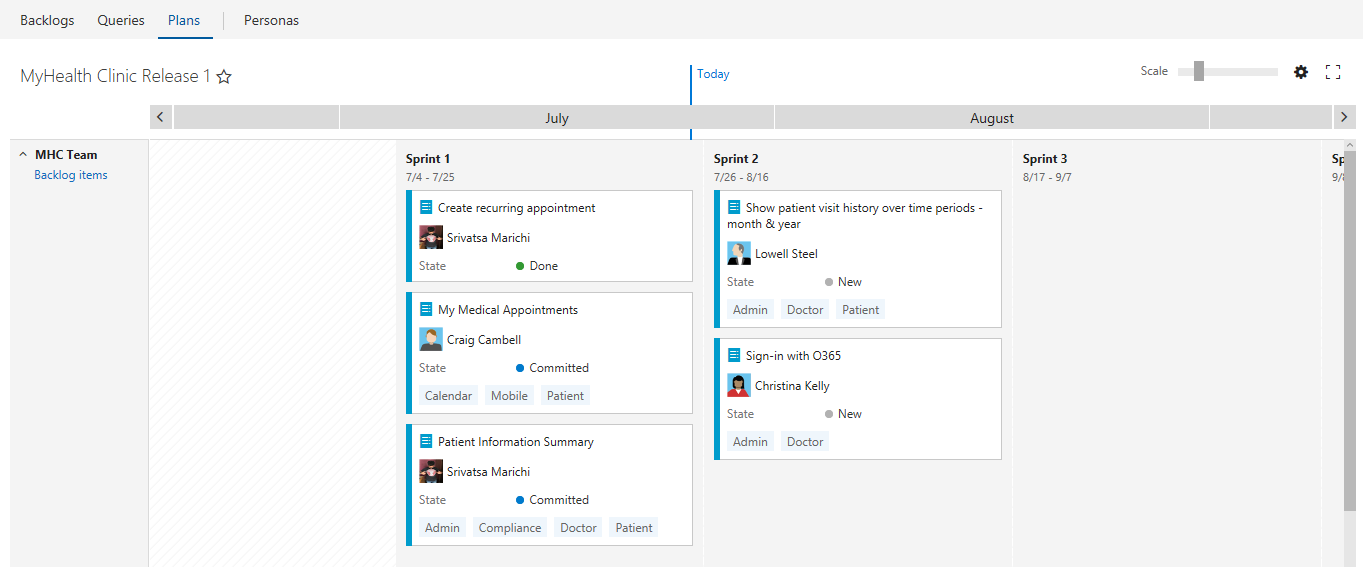 Backlogs Queries Plans Personas
MyHealth Clinic Release 1
Today
Scale
July August
MHC Team
Backlog items
Sprint 1
7/4 - 7/25
Create recurring appointment
Srivatsa Marichi
State Done
My Medical Appointments
Craig Cambell
State Committed
Calendar Mobile Patient
Patient Information Summary
Srivatsa Marichi
State Committed
Admin Compliance Doctor Patient
Sprint 2
7/26 - 8/16
Show patient visit history over time periods -
month & year
Lowell Steel
State New
Admin Doctor Patient
Sign-in with O365
Christina Kelly
State New
Admin Doctor
Sprint 3
8/17 - 9/7